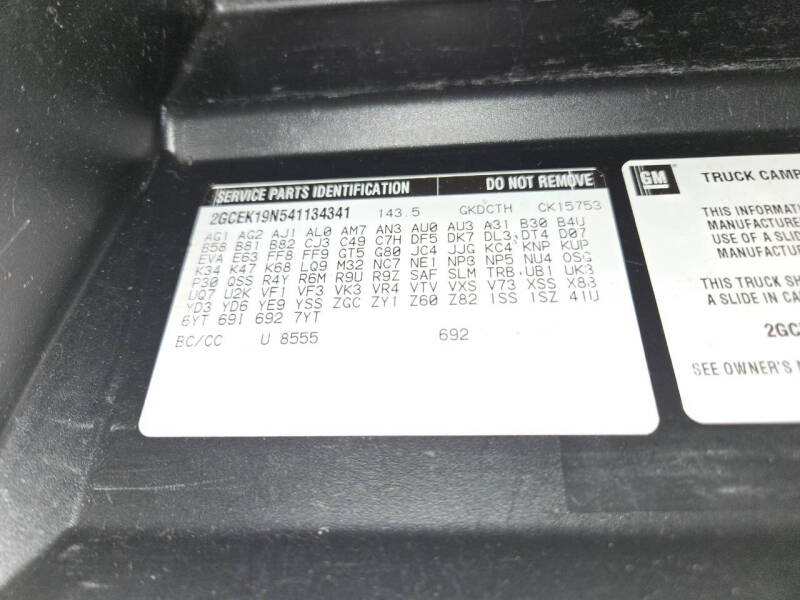 SERVICE PARTS IDENTIFICATION DO NOT REMOVE
2GCEK19N541134341 143.5 GKDCTH CK15753
AG1 AG2 AJ1 AL0 AM7 AN3 AU0 AU3 A31 B30 B4U
B58 B81 B82 CJ3 C49 C7H DF5 DK7 DL3 DT4 D07
EVA E63 FF8 FF9 GT5 G80 JC4 JJG KC4 KNP KUP
K34 K47 K68 LQ9 M32 NC7 NE1 NP3 NP5 NU4 OSG
P30 QSS R4Y R6M R9U R9Z SAF SLM TRB UB1 UK3
UQ7 U2K VF1 VF3 VK3 VR4 VTV VXS V73 XSS X88
YD3 YD6 YE9 YSS ZGC ZY1 Z60 Z82 1SS 1SZ 41U
6YT 69I 692 7YT
BC/CC U 8555 692
GM TRUCK CAMP
THIS INFORMATI
MANUFACTURE
USE OF A SLID
MANUFACTUR
THIS TRUCK SH
A SLIDE IN CA
2GC
SEE OWNER'S M